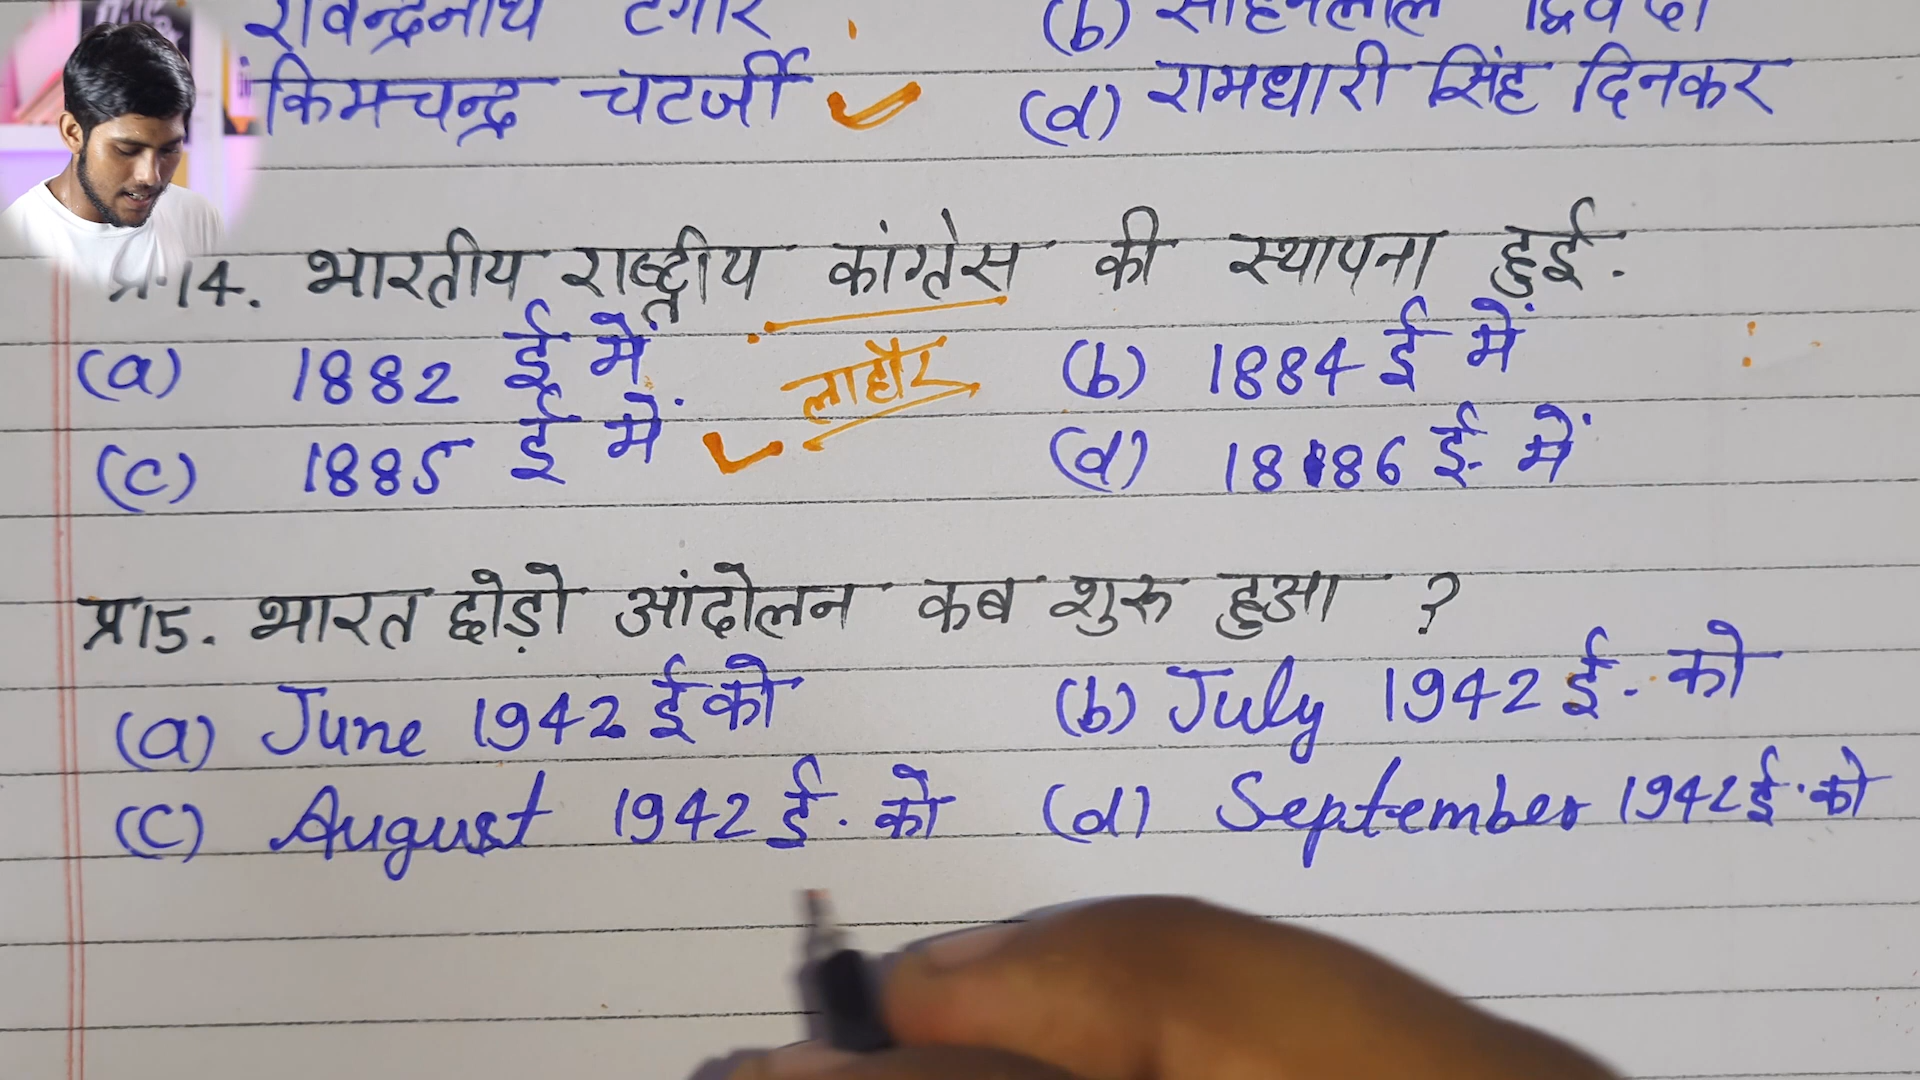 रविन्द्रनाथ टैगोर (b) सोहनलाल द्विवेदी
किमचन्द्र चटर्जी (d) रामधारी सिंह दिनकर
प्र.14. भारतीय राष्ट्रीय कांग्रेस की स्थापना हुई.
(a) 1882 ई में (b) 1884 ई में
लाहौर
(c) 1885 ई में (d) 1886 ई. में
प्र15. भारत छोड़ो आंदोलन कब शुरू हुआ ?
(a) June 1942 ई को (b) July 1942 ई. को
(C) August 1942 ई. को (d) September 1942 ई. को